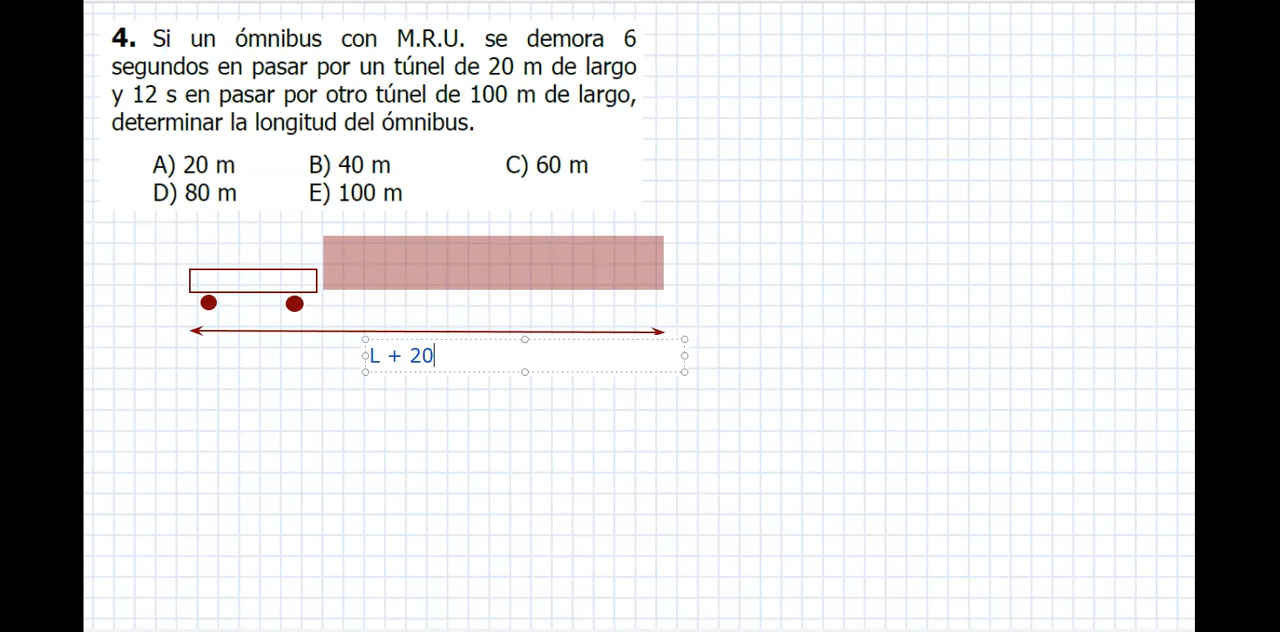 4. Si un ómnibus con M.R.U. se demora 6
segundos en pasar por un túnel de 20 m de largo
y 12 s en pasar por otro túnel de 100 m de largo,
determinar la longitud del ómnibus.
A) 20 m B) 40 m C) 60 m
D) 80 m E) 100 m
L + 20